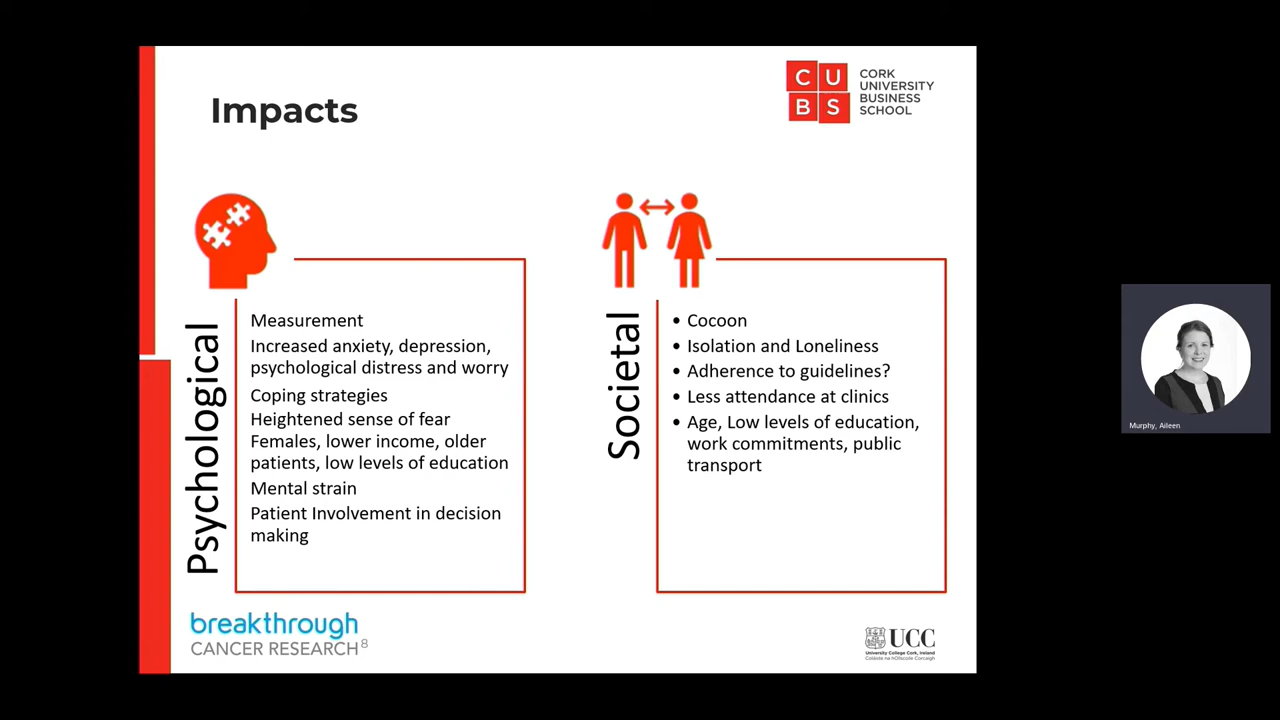 Impacts
C U
B S
CORK
UNIVERSITY
BUSINESS
SCHOOL
Psychological
Measurement
Increased anxiety, depression,
psychological distress and worry
Coping strategies
Heightened sense of fear
Females, lower income, older
patients, low levels of education
Mental strain
Patient Involvement in decision
making
Societal
• Cocoon
• Isolation and Loneliness
• Adherence to guidelines?
• Less attendance at clinics
• Age, Low levels of education,
work commitments, public
transport
Murphy, Aileen
breakthrough
CANCER RESEARCH 8
UCC
University College Cork, Ireland
Coláiste na hOllscoile Corcaigh